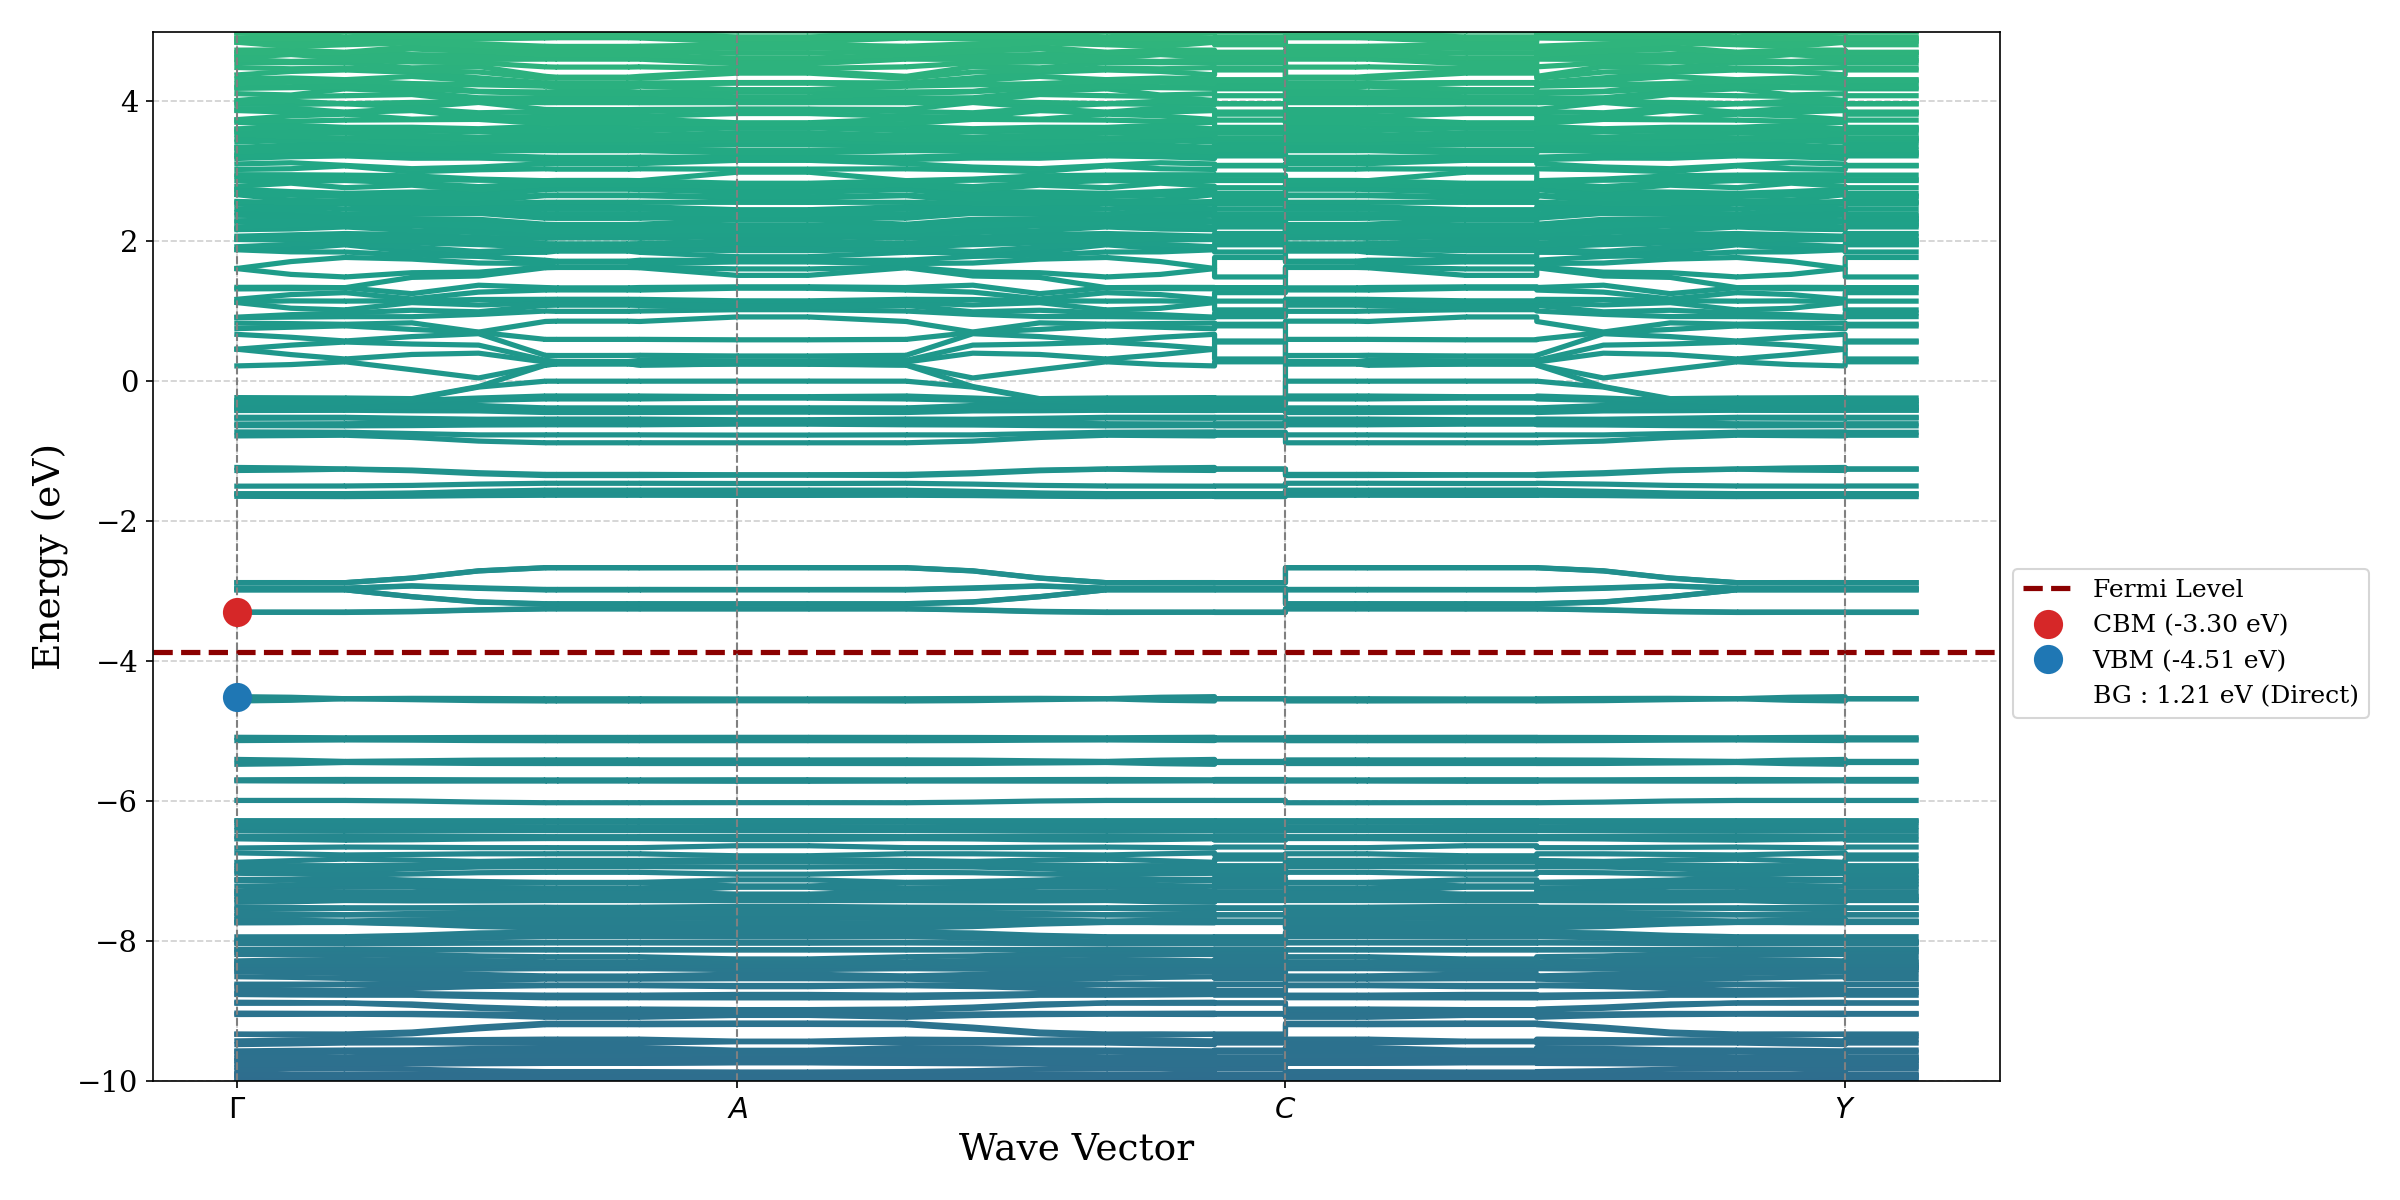 4
2
0
−2
−4
−6
−8
−10
Energy (eV)
Γ
A
C
Y
Wave Vector
Fermi Level
CBM (-3.30 eV)
VBM (-4.51 eV)
BG : 1.21 eV (Direct)